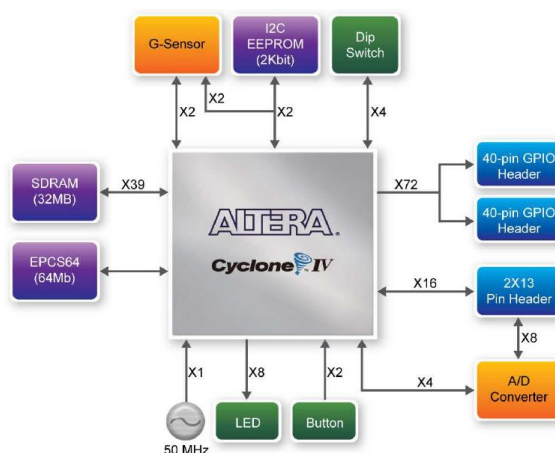 G-Sensor
I2C
EEPROM
(2Kbit)
Dip
Switch
X2
X2
X2
X4
SDRAM
(32MB)
X39
X72
40-pin GPIO
Header
40-pin GPIO
Header
ALTERA®
Cyclone® IV
EPCS64
(64Mb)
X16
2X13
Pin Header
X8
X1
X8
X2
X4
A/D
Converter
LED
Button
50 MHz